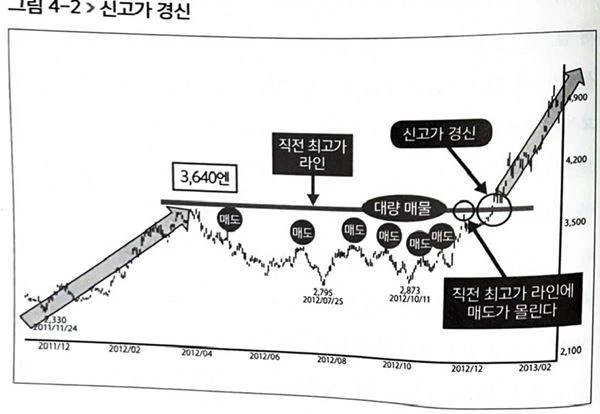 그림 4-2 > 신고가 경신
4,900
신고가 경신
직전 최고가
라인
4,200
3,640엔
대량 매물
3,500
매도
매도
매도
매도
매도
매도
2,795
2012/07/25
2,873
2012/10/11
직전 최고가 라인에
매도가 몰린다
2,330
2011/11/24
2011/12
2012/02
2012/04
2012/06
2012/08
2012/10
2012/12
2013/02
2,100